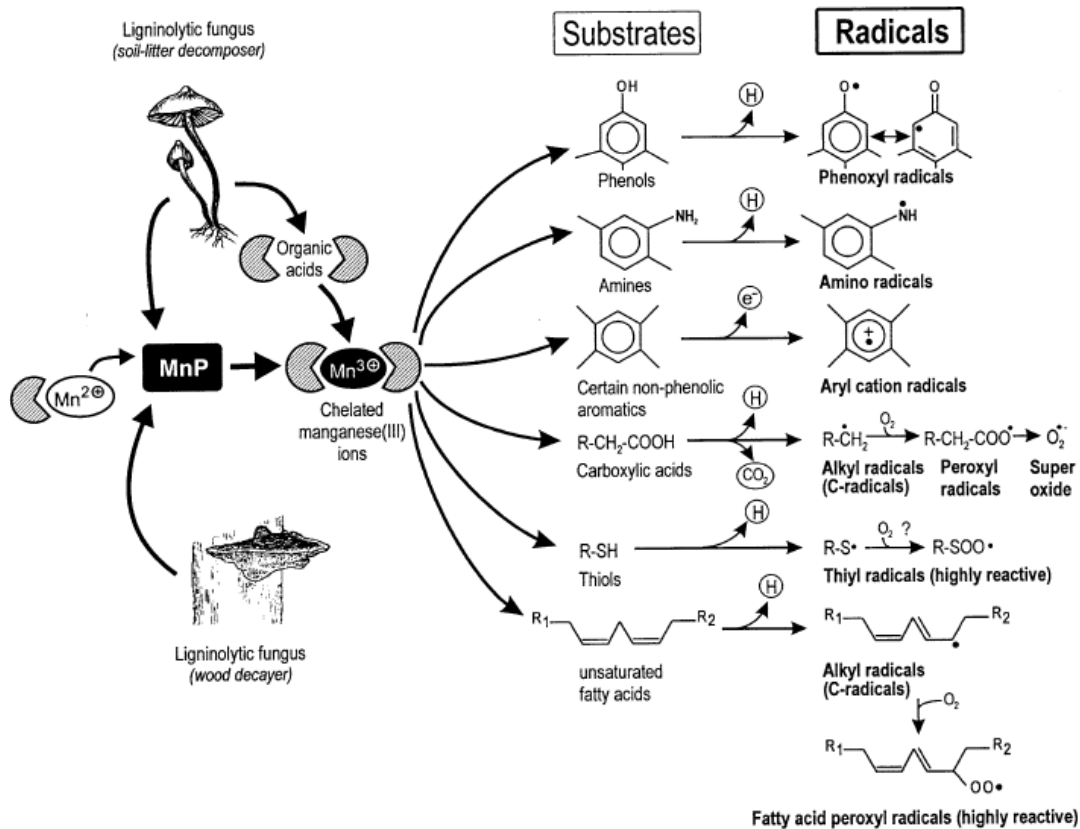 Ligninolytic fungus
(soil-litter decomposer)
Organic
acids
Mn2⊕
MnP
Mn3⊕
Chelated
manganese(III)
ions
Ligninolytic fungus
(wood decayer)
Substrates
Radicals
OH
H
O•
O
Phenols
Phenoxyl radicals
NH2
H
NH
Amines
Amino radicals
e-
+
Certain non-phenolic
aromatics
Aryl cation radicals
H
R-CH2-COOH
CO2
Carboxylic acids
R-CH2
O2
R-CH2-COO•
O2•-
Alkyl radicals
(C-radicals)
Peroxyl
radicals
Super
oxide
H
R-SH
Thiols
R-S•
O2 ?
R-SOO•
Thiyl radicals (highly reactive)
R1
R2
H
R1
R2
unsaturated
fatty acids
Alkyl radicals
(C-radicals)
O2
R1
R2
OO•
Fatty acid peroxyl radicals (highly reactive)